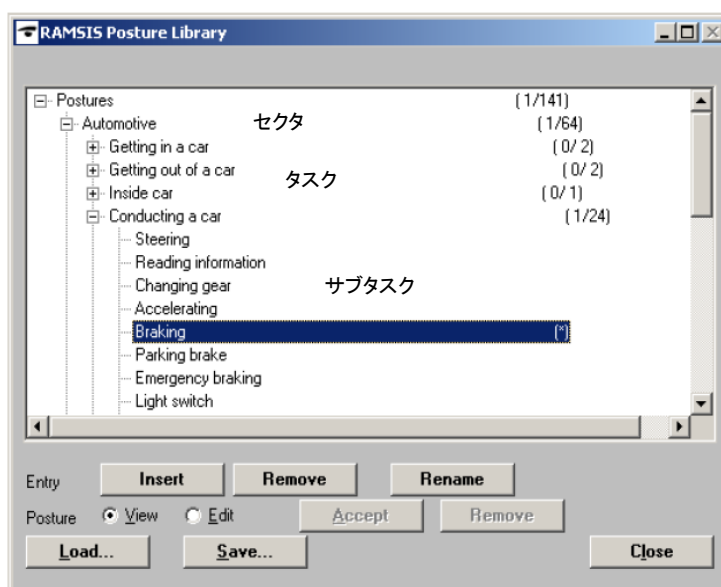 RAMSIS Posture Library
Postures (1/141)
Automotive セクタ (1/64)
Getting in a car (0/ 2)
Getting out of a car (0/ 2)
タスク
Inside car (0/ 1)
Conducting a car (1/24)
Steering
Reading information
Changing gear サブタスク
Accelerating
Braking (*)
Parking brake
Emergency braking
Light switch
Entry Insert Remove Rename
Posture View Edit Accept Remove
Load... Save... Close